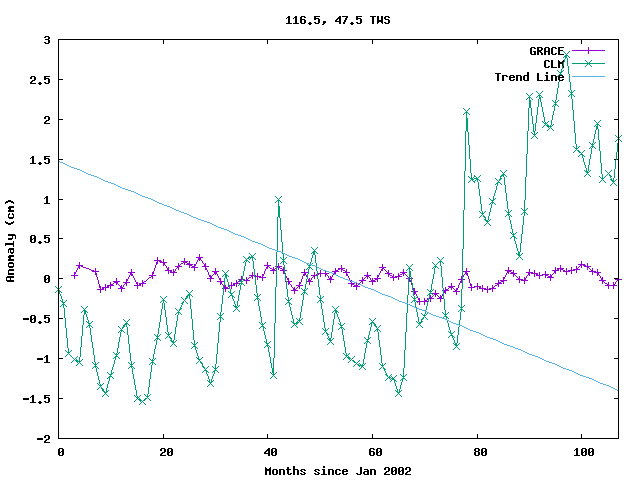 116.5, 47.5 TWS
3
2.5
2
1.5
1
0.5
0
-0.5
-1
-1.5
-2
Anomaly (cm)
GRACE
CLM
Trend Line
0 20 40 60 80 100
Months since Jan 2002